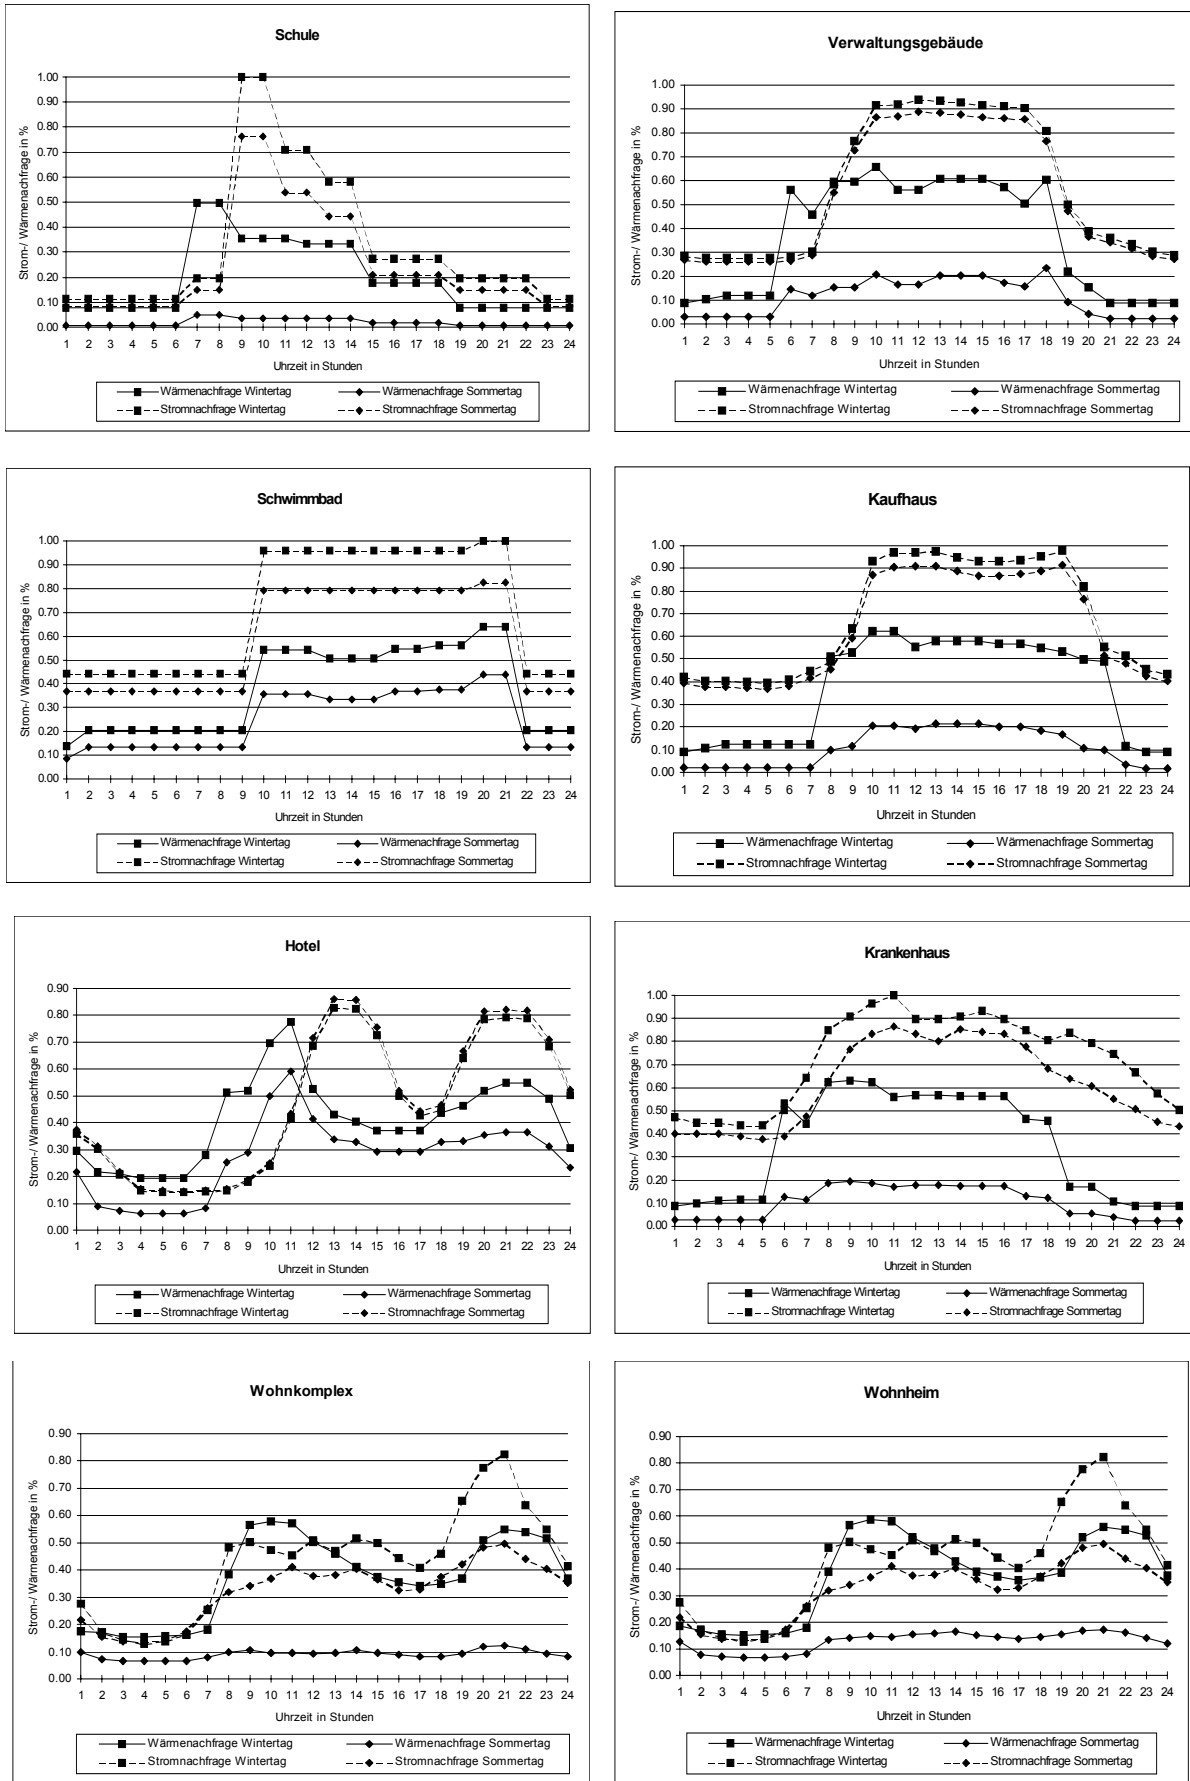 Schule
Strom-/ Wärmenachfrage in %
1.00
0.90
0.80
0.70
0.60
0.50
0.40
0.30
0.20
0.10
0.00
1 2 3 4 5 6 7 8 9 10 11 12 13 14 15 16 17 18 19 20 21 22 23 24
Uhrzeit in Stunden
Wärmenachfrage Wintertag Wärmenachfrage Sommertag
Stromnachfrage Wintertag Stromnachfrage Sommertag
Verwaltungsgebäude
Strom-/ Wärmenachfrage in %
1.00
0.90
0.80
0.70
0.60
0.50
0.40
0.30
0.20
0.10
0.00
1 2 3 4 5 6 7 8 9 10 11 12 13 14 15 16 17 18 19 20 21 22 23 24
Uhrzeit in Stunden
Wärmenachfrage Wintertag Wärmenachfrage Sommertag
Stromnachfrage Wintertag Stromnachfrage Sommertag
Schwimmbad
Strom-/ Wärmenachfrage in %
1.00
0.90
0.80
0.70
0.60
0.50
0.40
0.30
0.20
0.10
0.00
1 2 3 4 5 6 7 8 9 10 11 12 13 14 15 16 17 18 19 20 21 22 23 24
Uhrzeit in Stunden
Wärmenachfrage Wintertag Wärmenachfrage Sommertag
Stromnachfrage Wintertag Stromnachfrage Sommertag
Kaufhaus
Strom-/ Wärmenachfrage in %
1.00
0.90
0.80
0.70
0.60
0.50
0.40
0.30
0.20
0.10
0.00
1 2 3 4 5 6 7 8 9 10 11 12 13 14 15 16 17 18 19 20 21 22 23 24
Uhrzeit in Stunden
Wärmenachfrage Wintertag Wärmenachfrage Sommertag
Stromnachfrage Wintertag Stromnachfrage Sommertag
Hotel
Strom-/ Wärmenachfrage in %
0.90
0.80
0.70
0.60
0.50
0.40
0.30
0.20
0.10
0.00
1 2 3 4 5 6 7 8 9 10 11 12 13 14 15 16 17 18 19 20 21 22 23 24
Uhrzeit in Stunden
Wärmenachfrage Wintertag Wärmenachfrage Sommertag
Stromnachfrage Wintertag Stromnachfrage Sommertag
Krankenhaus
Strom-/ Wärmenachfrage in %
1.00
0.90
0.80
0.70
0.60
0.50
0.40
0.30
0.20
0.10
0.00
1 2 3 4 5 6 7 8 9 10 11 12 13 14 15 16 17 18 19 20 21 22 23 24
Uhrzeit in Stunden
Wärmenachfrage Wintertag Wärmenachfrage Sommertag
Stromnachfrage Wintertag Stromnachfrage Sommertag
Wohnkomplex
Strom-/ Wärmenachfrage in %
0.90
0.80
0.70
0.60
0.50
0.40
0.30
0.20
0.10
0.00
1 2 3 4 5 6 7 8 9 10 11 12 13 14 15 16 17 18 19 20 21 22 23 24
Uhrzeit in Stunden
Wärmenachfrage Wintertag Wärmenachfrage Sommertag
Stromnachfrage Wintertag Stromnachfrage Sommertag
Wohnheim
Strom-/ Wärmenachfrage in %
0.90
0.80
0.70
0.60
0.50
0.40
0.30
0.20
0.10
0.00
1 2 3 4 5 6 7 8 9 10 11 12 13 14 15 16 17 18 19 20 21 22 23 24
Uhrzeit in Stunden
Wärmenachfrage Wintertag Wärmenachfrage Sommertag
Stromnachfrage Wintertag Stromnachfrage Sommertag